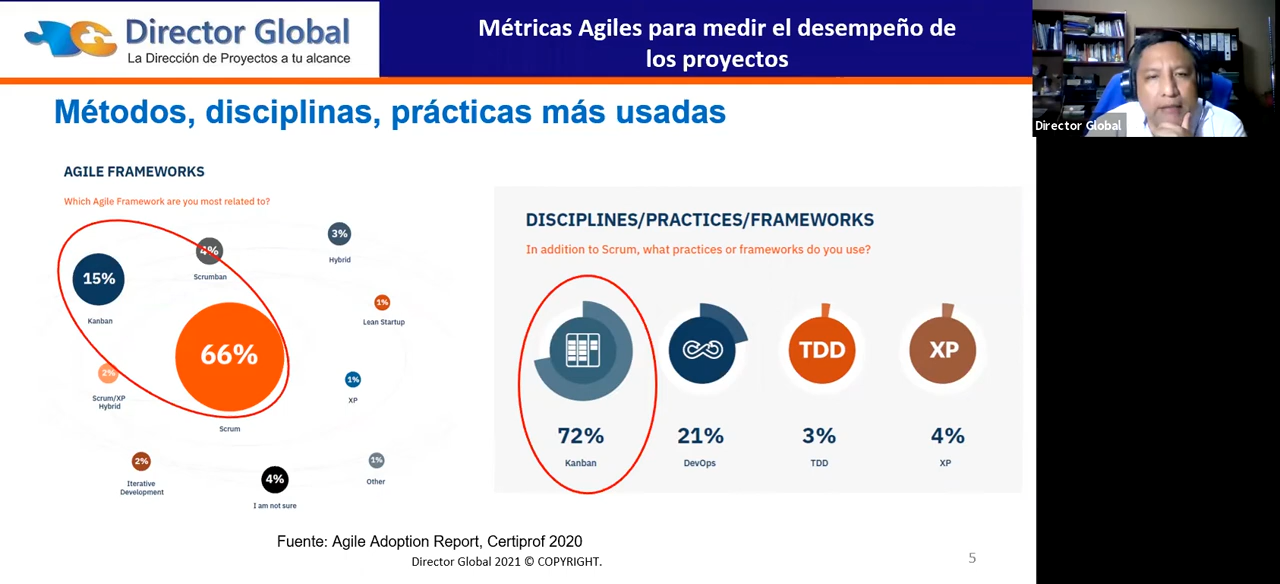 Director Global
La Dirección de Proyectos a tu alcance
Métricas Agiles para medir el desempeño de
los proyectos
Director Global
Métodos, disciplinas, prácticas más usadas
AGILE FRAMEWORKS
Which Agile Framework are you most related to?
15%
Kanban
4%
Scrumban
3%
Hybrid
1%
Lean Startup
66%
Scrum
2%
Scrum/XP
Hybrid
1%
XP
2%
Iterative
Development
4%
I am not sure
1%
Other
DISCIPLINES/PRACTICES/FRAMEWORKS
In addition to Scrum, what practices or frameworks do you use?
TDD
XP
72%
Kanban
21%
DevOps
3%
TDD
4%
XP
Fuente: Agile Adoption Report, Certiprof 2020
Director Global 2021 © COPYRIGHT.
5